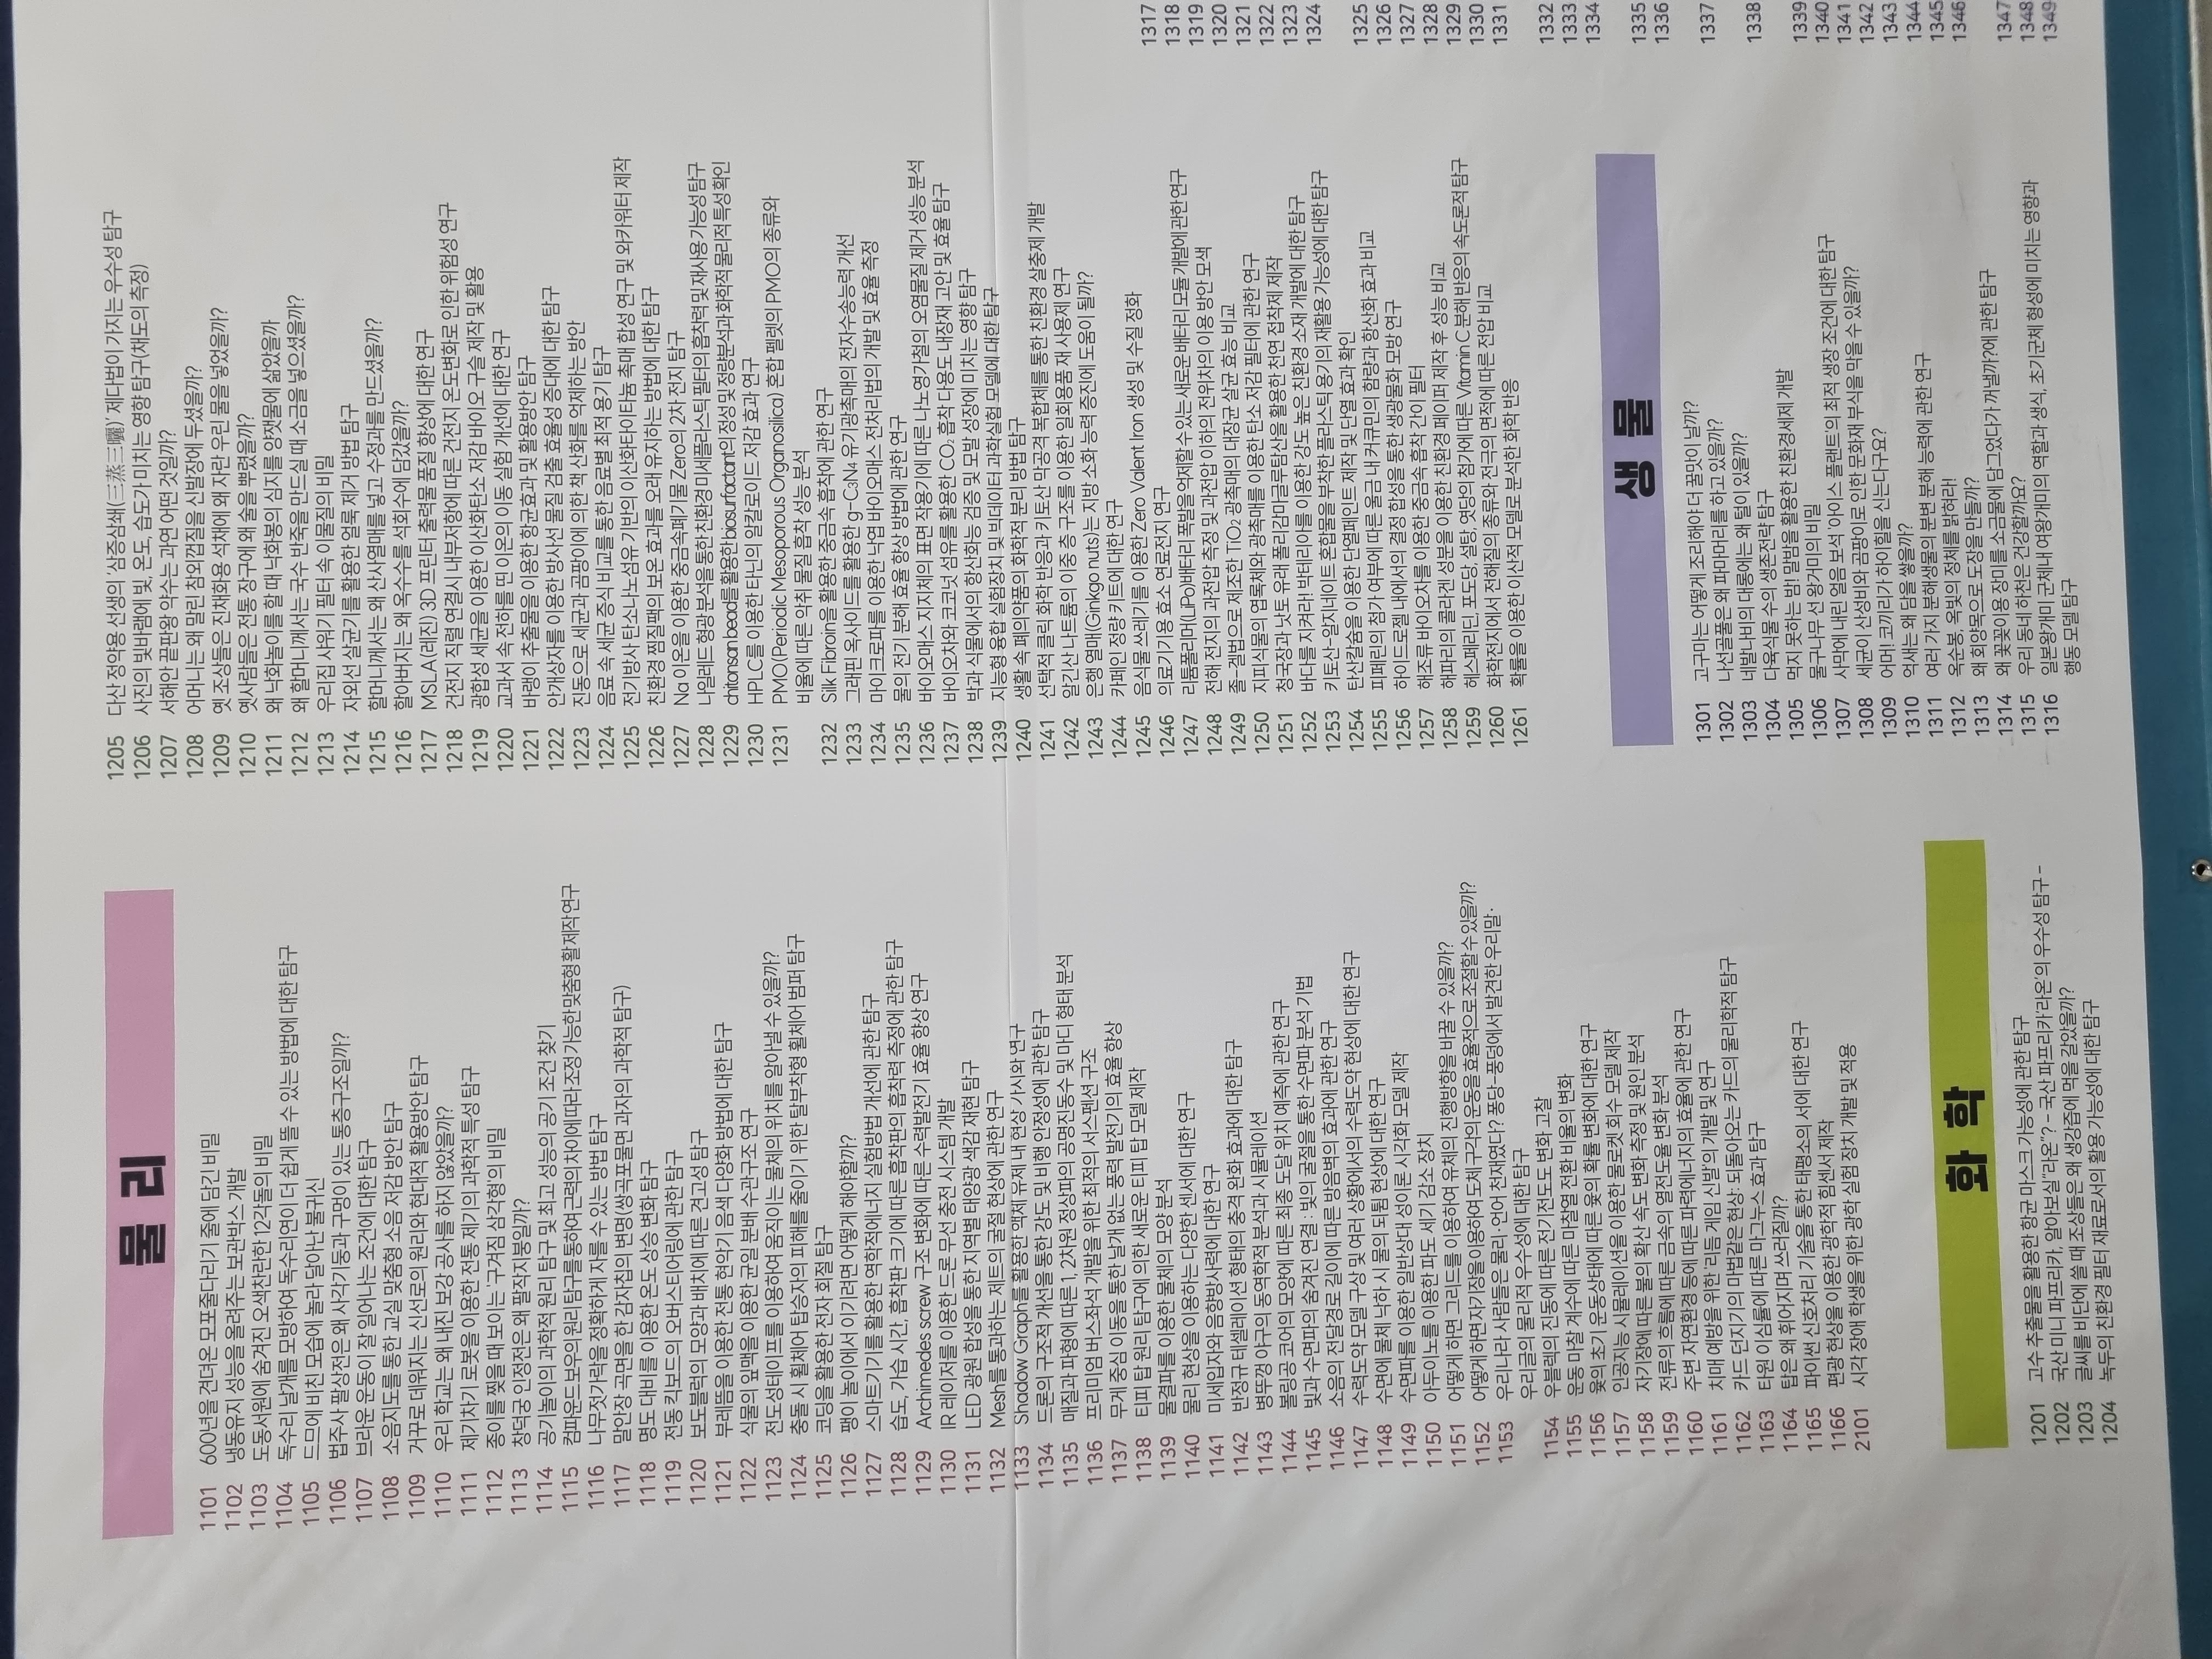 물 리
1101 600년을 견뎌온 모포줄다리기 줄에 담긴 비밀
1102 냉동유지 성능을 올려주는 보관박스 개발
1103 도동서원에 숨겨진 오색찬란한 12각돌의 비밀
1104 독수리 날개를 모방하여 독수리연이 더 쉽게 뜰 수 있는 방법에 대한 탐구
1105 드므에 비친 모습에 놀라 달아난 불귀신
1106 법주사 팔상전은 왜 사각기둥과 구멍이 있는 통층구조일까?
1107 브라운 운동이 잘 일어나는 조건에 대한 탐구
1108 소음지도를 통한 교실 맞춤형 소음 저감 방안 탐구
1109 거꾸로 데워지는 신선로의 원리와 현대적 활용방안 탐구
1110 우리 학교는 왜 내진 보강 공사를 하지 않았을까?
1111 제기차기 로봇을 이용한 전통 제기의 과학적 특성 탐구
1112 종이를 찢을 때 보이는 '구겨짐 삼각형'의 비밀
1113 창덕궁 인정전은 왜 팔작지붕일까?
1114 공기놀이의 과학적 원리 탐구 및 최고 성능의 공기 조건 찾기
1115 컴파운드 보우의 원리 탐구를 통하여 근력의 차이에 따라 조정 가능한 맞춤형 활 제작 연구
1116 나무젓가락을 정확하게 자를 수 있는 방법 탐구
1117 말안장 곡면을 한 감자칩의 변명(쌍곡포물면 과자의 과학적 탐구)
1118 명도 대비를 이용한 온도 상승 변화 탐구
1119 전동 킥보드의 오버스티어링에 관한 탐구
1120 보도블럭의 모양과 배치에 따른 견고성 탐구
1121 부레뜸을 이용한 전통 현악기 음색 다양화 방법에 대한 탐구
1122 식물의 잎맥을 이용한 균일 분배 수관구조 연구
1123 전도성테이프를 이용하여 움직이는 물체의 위치를 알아낼 수 있을까?
1124 충돌 시 휠체어 탑승자의 피해를 줄이기 위한 탈부착형 휠체어 범퍼 탐구
1125 코딩을 활용한 전자 회절 탐구
1126 팽이 놀이에서 이기려면 어떻게 해야할까?
1127 스마트기기를 활용한 역학적에너지 실험방법 개선에 관한 탐구
1128 습도, 가습 시간, 흡착판 크기에 따른 흡착판의 흡착력 측정에 관한 탐구
1129 Archimedes screw 구조 변화에 따른 수력발전기 효율 향상 연구
1130 IR 레이저를 이용한 드론 무선 충전 시스템 개발
1131 LED 광원 합성을 통한 지역별 태양광 색감 재현 탐구
1132 Mesh를 통과하는 제트의 굴절 현상에 관한 연구
1133 Shadow Graph를 활용한 액체 유제 내 현상 가시화 연구
1134 드론의 구조적 개선을 통한 강도 및 비행 안정성에 관한 탐구
1135 매질과 파형에 따른 1, 2차원 정상파의 공명진동수 및 마디 형태 분석
1136 프리미엄 버스좌석 개발을 위한 최적의 서스펜션 구조
1137 무게 중심 이동을 통한 날개 없는 풍력 발전기의 효율 향상
1138 티피 탑 원리 탐구에 의한 새로운 티피 탑 모델 제작
1139 물결파를 이용한 물체의 모양 분석
1140 물리 현상을 이용하는 다양한 센서에 대한 연구
1141 미세입자와 음향방사력에 대한 연구
1142 반정규 테셀레이션 형태의 충격 완화 효과에 대한 탐구
1143 병뚜껑 야구의 동역학적 분석과 시뮬레이션
1144 볼링공 코어의 모양에 따른 최종 도달 위치 예측에 관한 연구
1145 빛과 수면파의 숨겨진 연결 : 빛의 굴절을 통한 수면파 분석 기법
1146 소음의 전달경로 길이에 따른 방음벽의 효과에 관한 연구
1147 수력도약 모델 구상 및 여러 상황에서의 수력도약 현상에 대한 연구
1148 수면에 물체 낙하 시 물의 되튐 현상에 대한 연구
1149 수면파를 이용한 일반상대 성이론 시각화 모델 제작
1150 아두이노를 이용한 파도 세기 감소 장치
1151 어떻게 하면 그리드를 이용하여 유체의 진행방향을 바꿀 수 있을까?
1152 어떻게 하면 자기장을 이용하여 도체 구각의 운동을 효율적으로 조절할 수 있을까?
1153 우리나라 사람들은 물리·언어 천재였다? 퐁당-풍덩에서 발견한 우리말·
우리글의 물리적 우수성에 대한 탐구
1154 우블렉의 진동에 따른 전기전도도 변화 고찰
1155 운동 마찰 계수에 따른 마찰열 전환 비율의 변화
1156 윷의 초기 운동상태에 따른 윷의 확률 변화에 대한 연구
1157 인공지능 시뮬레이션을 이용한 물로켓 회수 모델 제작
1158 자기장에 따른 불의 확산 속도 변화 측정 및 원인 분석
1159 전류의 흐름에 따른 금속의 열전도율 변화 분석
1160 주변 자연환경 등에 따른 파력에너지의 효율에 관한 연구
1161 치매 예방을 위한 '리듬 게임 신발'의 개발 및 연구
1162 카드 던지기의 마법같은 현상: 되돌아오는 카드의 물리학적 탐구
1163 타원 이심률에 따른 마그누스 효과 탐구
1164 탑은 왜 휘어지며 쓰러질까?
1165 파이썬 신호처리 기술을 통한 태평소의 서에 대한 연구
1166 편광 현상을 이용한 광학적 힘센서 제작
2101 시각 장애 학생을 위한 광학 실험 장치 개발 및 적용
화 학
1201 고수 추출물을 활용한 항균 마스크 가능성에 관한 탐구
1202 국산 미니 파프리카, 알아보실"라온"? - 국산 파프리카'라온'의 우수성 탐구 -
1203 글씨를 비단에 쓸 때 조상들은 왜 생강즙에 먹을 갈았을까?
1204 녹두의 친환경 필터 재료로서의 활용 가능성에 대한 탐구
1205 다산 정약용 선생의 '삼증삼쇄(三蒸三曬)' 제다법이 가지는 우수성 탐구
1206 사진의 빛바램에 빛, 온도, 습도가 미치는 영향 탐구(채도의 측정)
1207 서해안 끝판왕 약수는 과연 어떤 것일까?
1208 어머니는 왜 말린 참외껍질을 신발장에 두셨을까?
1209 옛 조상들은 진채화용 석채에 왜 자란 우린 물을 넣었을까?
1210 옛사람들은 전통 장구에 왜 술을 뿌렸을까?
1211 왜 낙화놀이를 할 때 낙화봉의 심지를 양잿물에 삶았을까
1212 왜 할머니께서는 국수 반죽을 만드실 때 소금을 넣으셨을까?
1213 우리집 샤워기 필터 속 이물질의 비밀
1214 자외선 살균기를 활용한 얼룩 제거 방법 탐구
1215 할머니께서는 왜 산사열매를 넣고 수정과를 만드셨을까?
1216 할아버지는 왜 옥수수를 석회수에 담갔을까?
1217 MSLA(레진) 3D 프린터 출력물 품질 향상에 대한 연구
1218 건전지 직렬 연결시 내부저항에 따른 건전지 온도변화로 인한 위험성 연구
1219 광합성 세균을 이용한 이산화탄소 저감 바이오 구슬 제작 및 활용
1220 교과서 속 전하를 띤 이온의 이동 실험 개선에 대한 연구
1221 바랭이 추출물을 이용한 항균효과 및 활용방안 탐구
1222 안개상자를 이용한 방사선 물질 검출 효율성 증대에 대한 탐구
1223 진동으로 세균과 곰팡이에 의한 책 산화를 억제하는 방안
1224 음료 속 세균 증식 비교를 통한 음료별 최적 용기 탐구
1225 전기방사 탄소나노섬유 기반의 이산화타이타늄 촉매 합성 연구 및 와카워터 제작
1226 친환경 찜질팩의 보온 효과를 오래 유지하는 방법에 대한 탐구
1227 Na 이온을 이용한 중금속폐기물 Zero의 2차 전지 탐구
1228 나일레드 형광 분석을 통한 친환경 미세플라스틱 필터의 흡착력 및 재사용 가능성 탐구
1229 chitonsan bead를 활용한 biosurfactant의 정성 및 정량분석과 화학적 물리적 특성 확인
1230 HPLC를 이용한 타닌의 알칼로이드 저감 효과 연구
1231 PMO(Periodic Mesoporous Organosilica) 혼합 펠렛의 PMO의 종류와
비율에 따른 악취 물질 흡착 성능 분석
1232 Silk Fibroin을 활용한 중금속 흡착에 관한 연구
1233 그래핀 옥사이드를 활용한 g-C₃N₄ 유기광촉매의 전자수송능력 개선
1234 마이크로파를 이용한 낙엽 바이오매스 전처리법의 개발 및 효율 측정
1235 물의 전기 분해 효율 향상 방법에 관한 연구
1236 바이오매스 지지체의 표면 작용기에 따른 나노영가철의 오염물질 제거 성능 분석
1237 바이오차와 코코넛 섬유를 활용한 CO₂ 흡착 다용도 내장재 고안 및 효율 탐구
1238 박과 식물에서의 항산화능 검증 및 모발 성장에 미치는 영향 탐구
1239 지능형 융합 실험장치 및 빅데이터 과학실험 모델에 대한 탐구
1240 생활 속 폐의약품의 화학적 분리 방법 탐구
1241 선택적 클릭 화학 반응과 키토산 막공격 복합체를 통한 친환경 살충제 개발
1242 알긴산 나트륨의 이중 층 구조를 이용한 일회용품 재 사용제 연구
1243 은행 열매(Ginkgo nuts)는 지방 소화 능력 증진에 도움이 될까?
1244 카페인 정량 키트에 대한 연구
1245 음식물 쓰레기를 이용한 Zero Valent Iron 생성 및 수질 정화
1246 의료기기용 효소 연료전지 연구
1247 리튬폴리머(LiPo)배터리 폭발을 억제할 수 있는 새로운 배터리 모듈 개발에 관한 연구
1248 전해 전지의 과전압 측정 및 과전압 이하의 전위차의 이용 방안 모색
1249 졸-겔법으로 제조한 TiO₂ 광촉매의 대장균 살균 효능 비교
1250 지피식물의 엽록체와 광촉매를 이용한 탄소 저감 필터에 관한 연구
1251 청국장과 낫토 유래 폴리감마글루탐산을 활용한 천연 접착제 제작
1252 바다를 지켜라! 박테리아를 이용한 강도 높은 친환경 소재 개발에 대한 탐구
1253 키토산-알지네이트 혼합물을 부착한 플라스틱 용기의 재활용 가능성에 대한 탐구
1254 탄산칼슘을 이용한 단열페인트 제작 및 단열 효과 확인
1255 피페린의 첨가 여부에 따른 울금 내 커큐민의 함량과 항산화 효과 비교
1256 하이드로젤 내에서의 결정 합성을 통한 생광물화 모방 연구
1257 해조류 바이오차를 이용한 중금속 흡착 간이 필터
1258 해파리의 콜라겐 성분을 이용한 친환경 페이퍼 제작 후 성능 비교
1259 헤스페리딘, 포도당, 설탕, 엿당의 첨가에 따른 Vitamin C 분해 반응의 속도론적 탐구
1260 화학전지에서 전해질의 종류와 전극의 면적에 따른 전압 비교
1261 확률을 이용한 이산적 모델로 분석한 화학 반응
생 물
1301 고구마는 어떻게 조리해야 더 꿀맛이 날까?
1302 나선골풀은 왜 파마머리를 하고 있을까?
1303 네발나비의 대롱에는 왜 털이 있을까?
1304 다육식물 수의 생존전략 탐구
1305 먹지 못하는 밤! 말밤을 활용한 친환경세제 개발
1306 물구나무 선 왕거미의 비밀
1307 사막에 내린 얼음 보석 '아이스 플랜트'의 최적 생장 조건에 대한 탐구
1308 세균이 산성비와 곰팡이로 인한 문화재 부식을 막을 수 있을까?
1309 어머! 코끼리가 하이힐을 신는다구요?
1310 억새는 왜 담을 쌓을까?
1311 여러 가지 분해생물의 분변 분해 능력에 관한 연구
1312 옥순봉, 옥빛의 정체를 밝혀라!
1313 왜 회양목으로 도장을 만들까?
1314 왜 꽃꽂이용 장미를 소금물에 담그었다가 꺼낼까?에 관한 탐구
1315 우리 동네 하천은 건강할까요?
1316 일본왕개미 군체내 여왕개미의 역할과 생식, 초기군체 형성에 미치는 영향과
행동 모델 탐구
1317
1318
1319
1320
1321
1322
1323
1324
1325
1326
1327
1328
1329
1330
1331
1332
1333
1334
1335
1336
1337
1338
1339
1340
1341
1342
1343
1344
1345
1346
1347
1348
1349